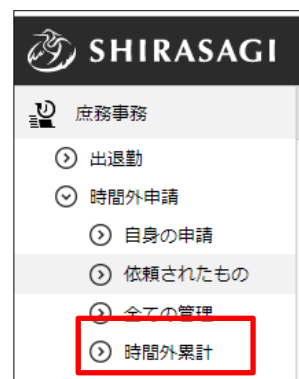 SHIRASAGI
庶務事務
出退勤
時間外申請
自身の申請
依頼されたもの
全ての管理
時間外累計